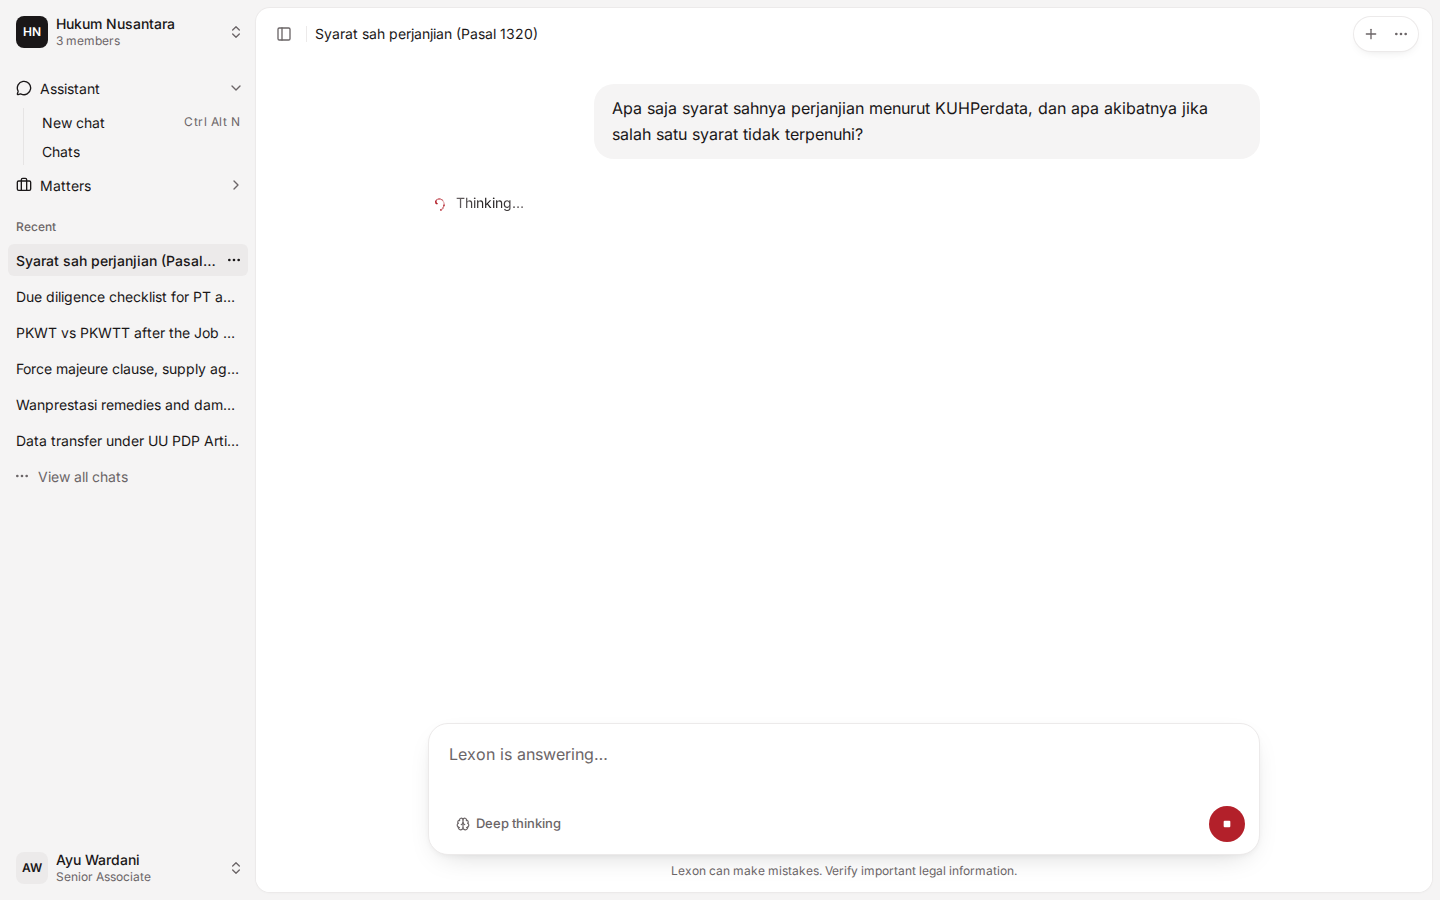 HN
Hukum Nusantara
3 members
Assistant
New chat
Ctrl Alt N
Chats
Matters
Recent
Syarat sah perjanjian (Pasal...
Due diligence checklist for PT a...
PKWT vs PKWTT after the Job ...
Force majeure clause, supply ag...
Wanprestasi remedies and dam...
Data transfer under UU PDP Arti...
View all chats
AW
Ayu Wardani
Senior Associate
Syarat sah perjanjian (Pasal 1320)
Apa saja syarat sahnya perjanjian menurut KUHPerdata, dan apa akibatnya jika
salah satu syarat tidak terpenuhi?
Thinking...
Lexon is answering...
Deep thinking
Lexon can make mistakes. Verify important legal information.